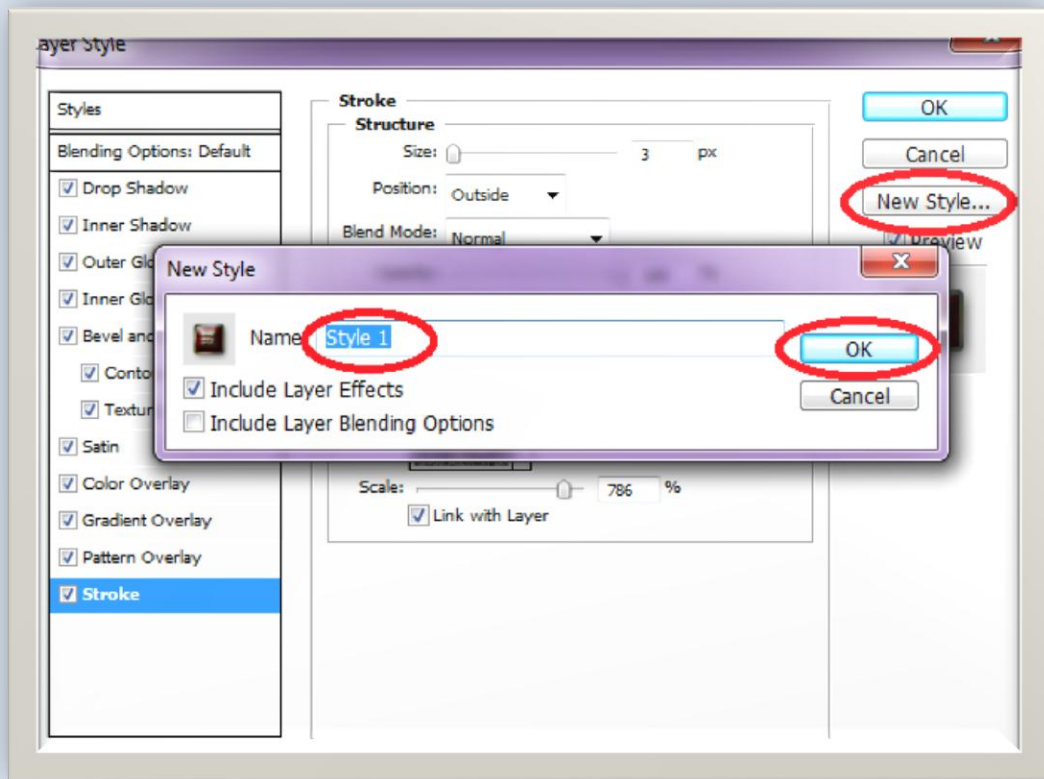 ayer Style
Styles
Blending Options: Default
Drop Shadow
Inner Shadow
Outer Glo
Inner Glo
Bevel and
Conto
Textur
Satin
Color Overlay
Gradient Overlay
Pattern Overlay
Stroke
Stroke
Structure
Size: 3 px
Position: Outside
Blend Mode: Normal
Scale: 786 %
Link with Layer
OK
Cancel
New Style...
Preview
New Style
Name
Style 1
Include Layer Effects
Include Layer Blending Options
OK
Cancel